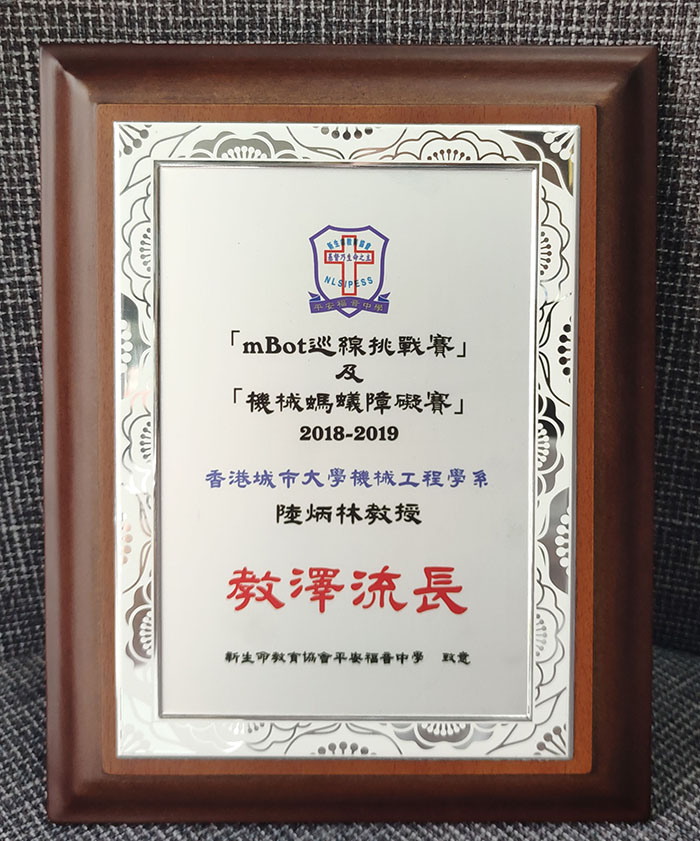 新生命教育協會
基督乃生命之主
NLSIPESS
平安福音中學
「mBot巡線挑戰賽」
及
「機械螞蟻障礙賽」
2018-2019
香港城市大學機械工程學系
陸炳林教授
教澤流長
新生命教育協會平安福音中學 致意